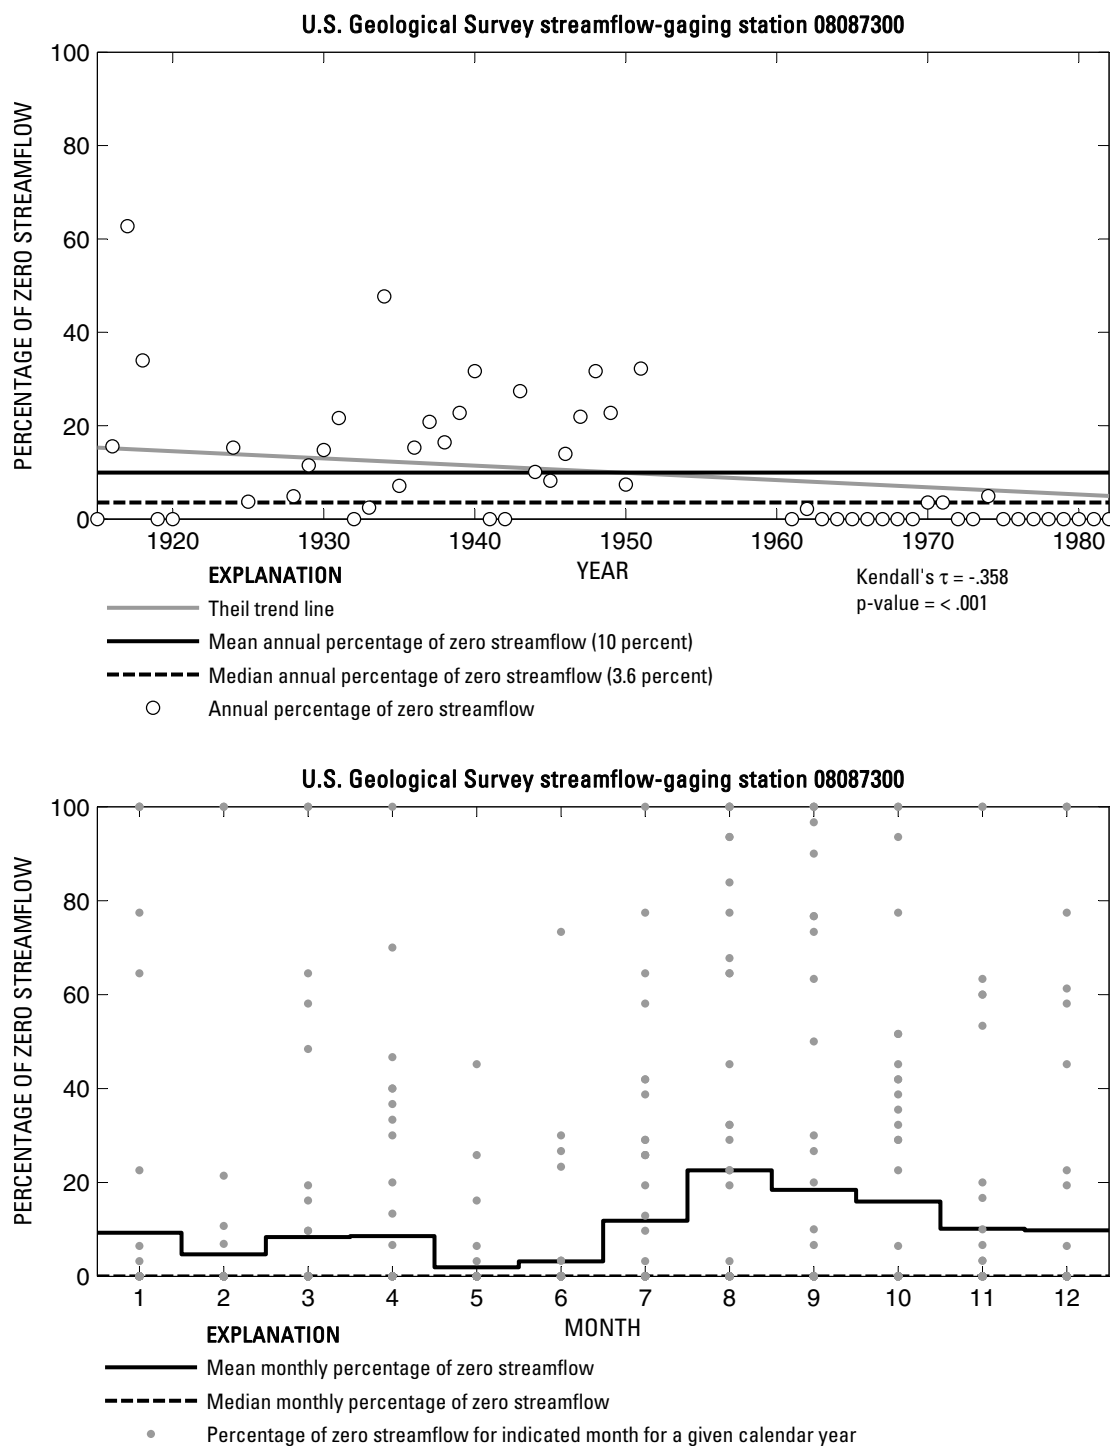 U.S. Geological Survey streamflow-gaging station 08087300
PERCENTAGE OF ZERO STREAMFLOW
100
80
60
40
20
0
1920 1930 1940 1950 1960 1970 1980
YEAR
Kendall's τ = -.358
p-value = < .001
EXPLANATION
Theil trend line
Mean annual percentage of zero streamflow (10 percent)
Median annual percentage of zero streamflow (3.6 percent)
Annual percentage of zero streamflow
U.S. Geological Survey streamflow-gaging station 08087300
PERCENTAGE OF ZERO STREAMFLOW
100
80
60
40
20
0
1 2 3 4 5 6 7 8 9 10 11 12
MONTH
EXPLANATION
Mean monthly percentage of zero streamflow
Median monthly percentage of zero streamflow
Percentage of zero streamflow for indicated month for a given calendar year